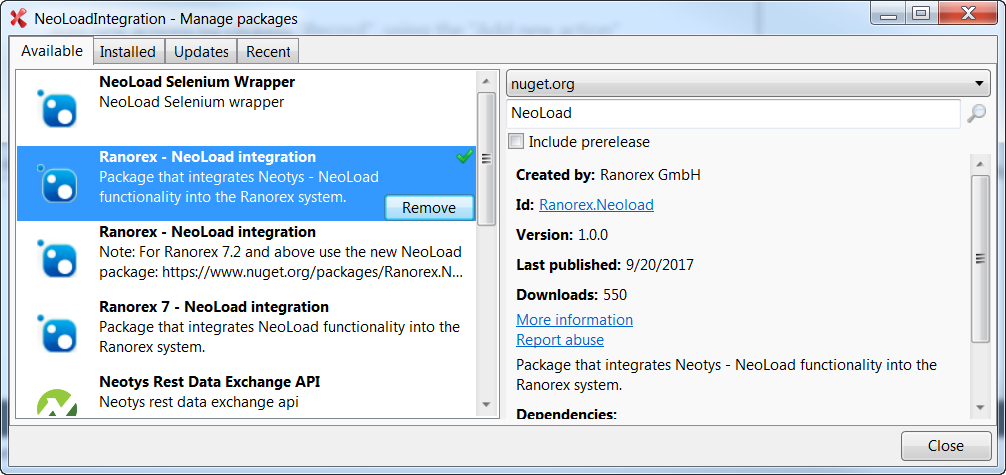 NeoLoadIntegration - Manage packages
Available
Installed
Updates
Recent
NeoLoad Selenium Wrapper
NeoLoad Selenium wrapper
Ranorex - NeoLoad integration
Package that integrates Neotys - NeoLoad
functionality into the Ranorex system.
Remove
Ranorex - NeoLoad integration
Note: For Ranorex 7.2 and above use the new NeoLoad
package: https://www.nuget.org/packages/Ranorex.N...
Ranorex 7 - NeoLoad integration
Package that integrates NeoLoad functionality into the
Ranorex system.
Neotys Rest Data Exchange API
Neotys rest data exchange api
nuget.org
NeoLoad
Include prerelease
Created by: Ranorex GmbH
Id: Ranorex.Neoload
Version: 1.0.0
Last published: 9/20/2017
Downloads: 550
More information
Report abuse
Package that integrates Neotys - NeoLoad functionality into the
Ranorex system.
Dependencies:
Close